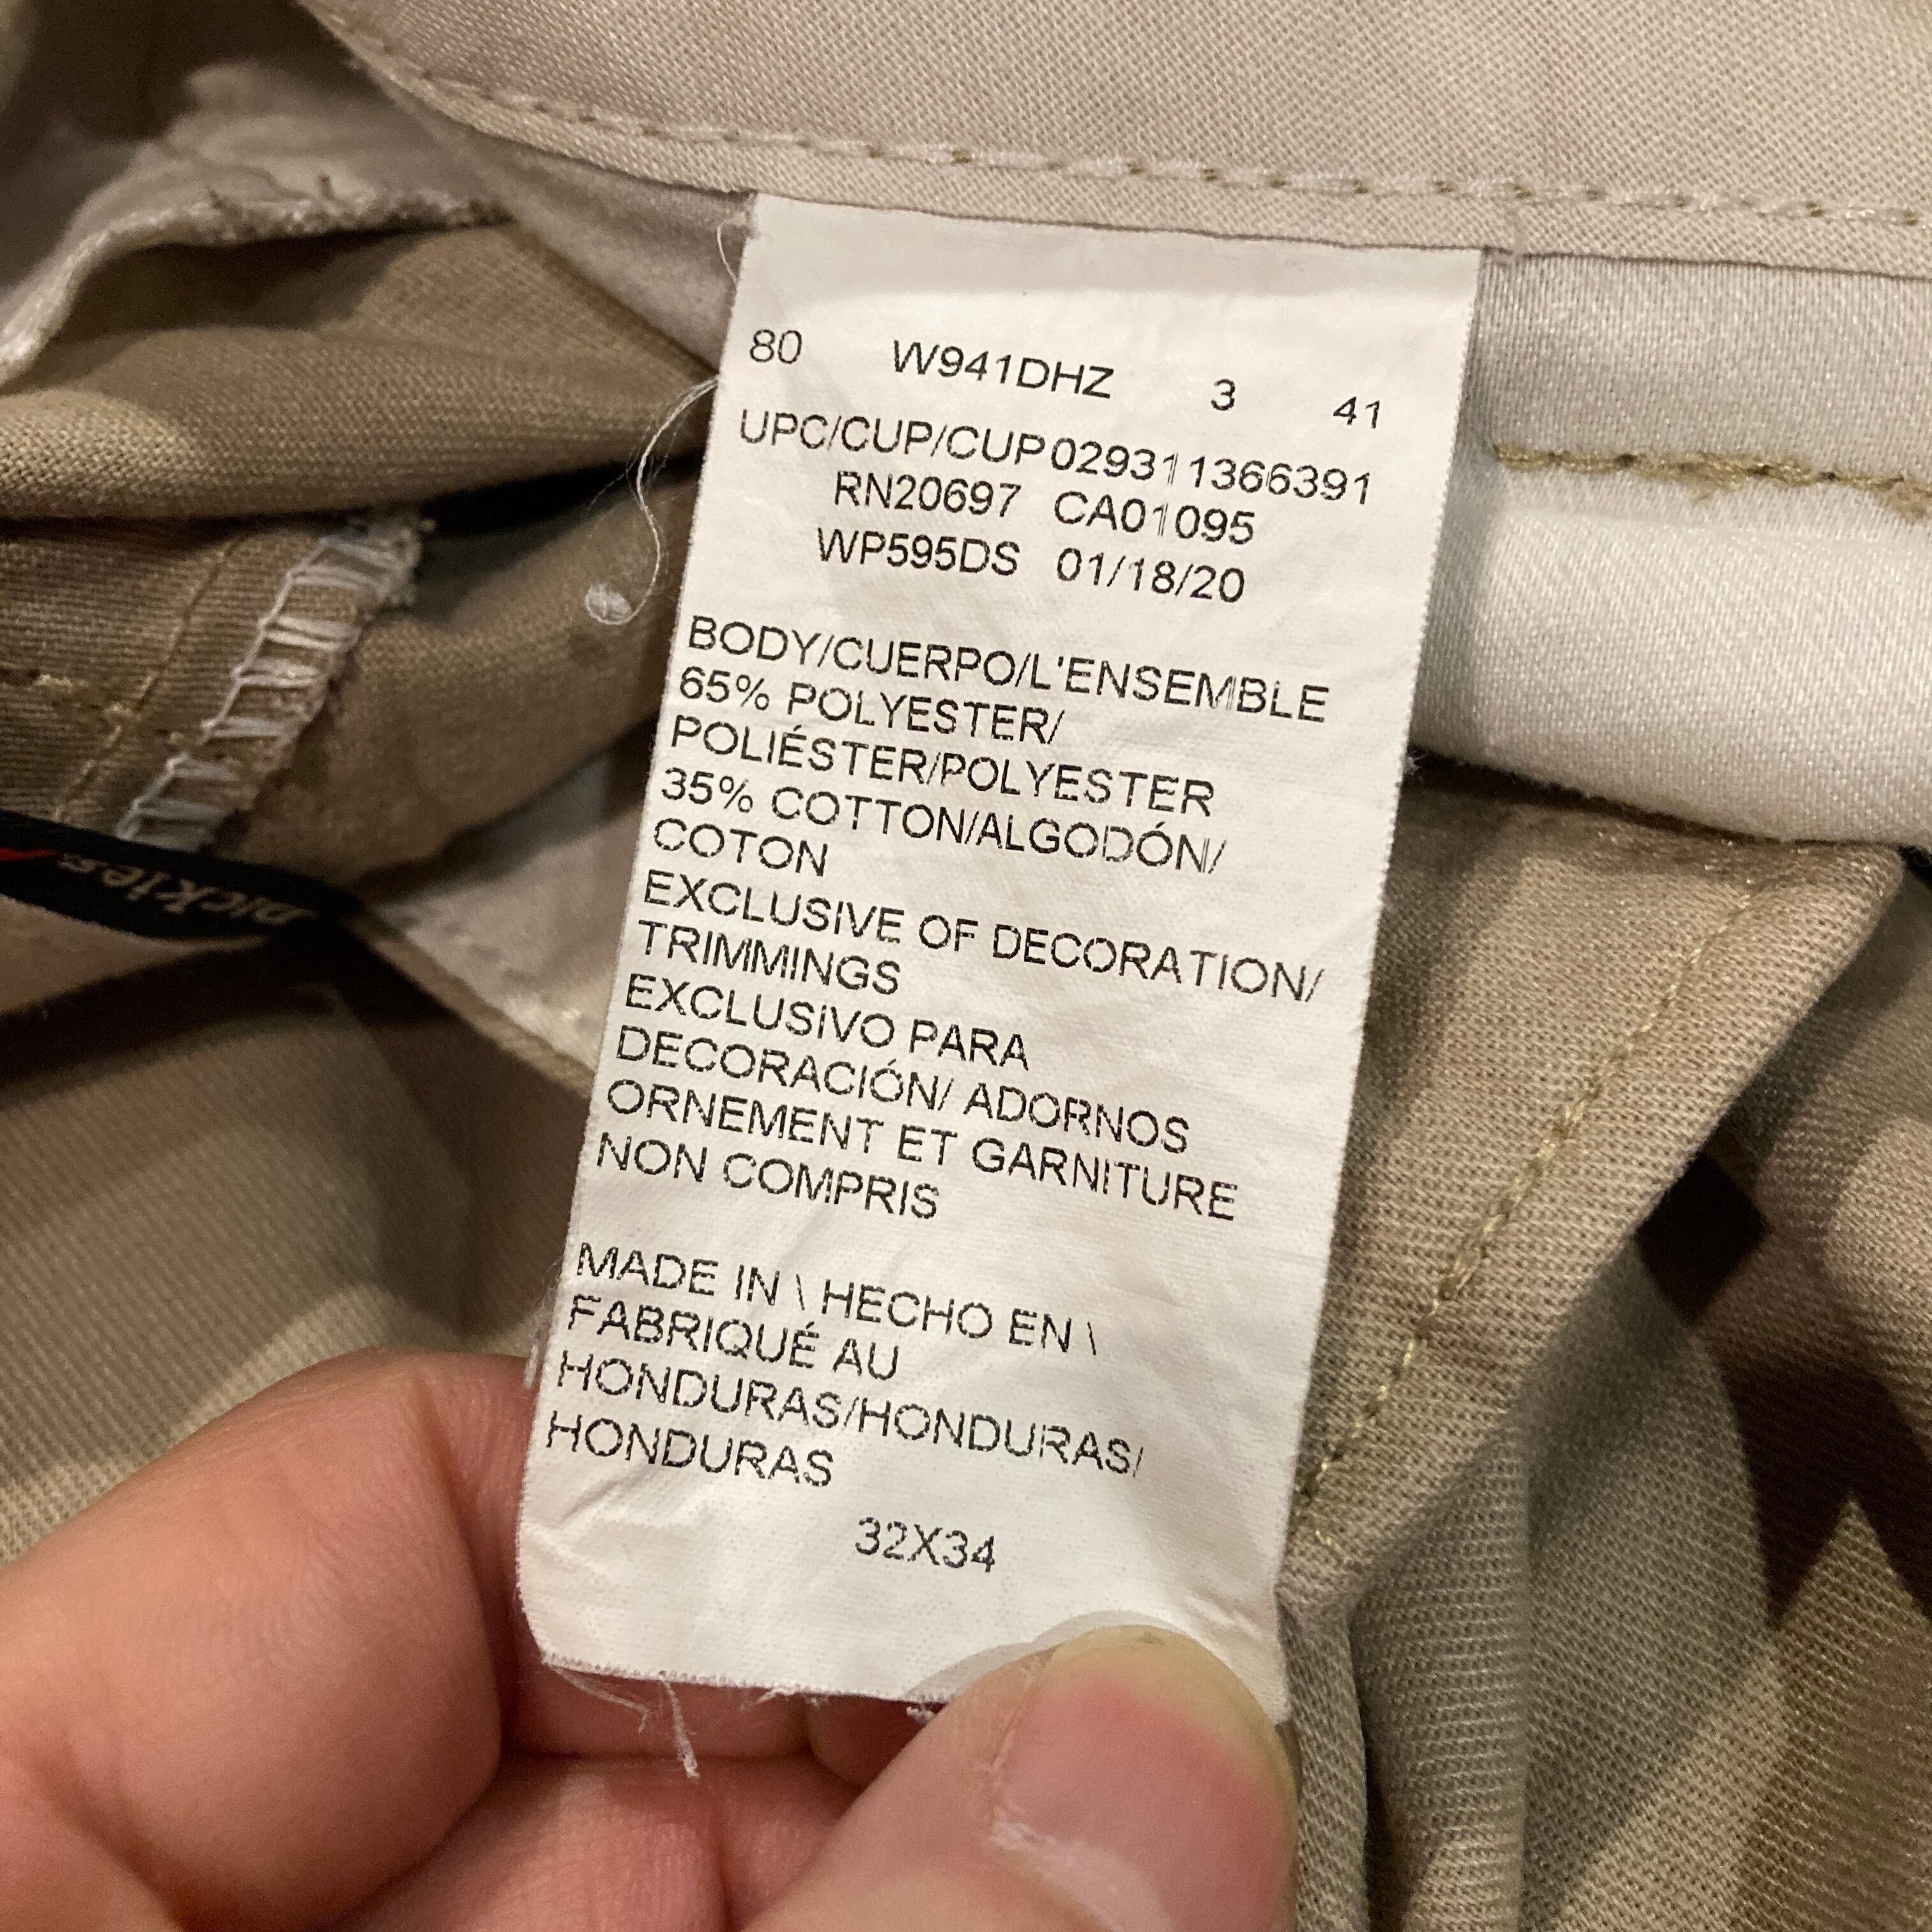 80 W941DHZ 3 41
UPC/CUP/CUP029311366391
RN20697 CA01095
WP595DS 01/18/20
BODY/CUERPO/L'ENSEMBLE
65% POLYESTER/
POLIÉSTER/POLYESTER
35% COTTON/ALGODÓN/
COTON
EXCLUSIVE OF DECORATION/
TRIMMINGS
EXCLUSIVO PARA
DECORACIÓN/ ADORNOS
ORNEMENT ET GARNITURE
NON COMPRIS
MADE IN \ HECHO EN \
FABRIQUÉ AU
HONDURAS/HONDURAS/
HONDURAS
32X34
Dickies